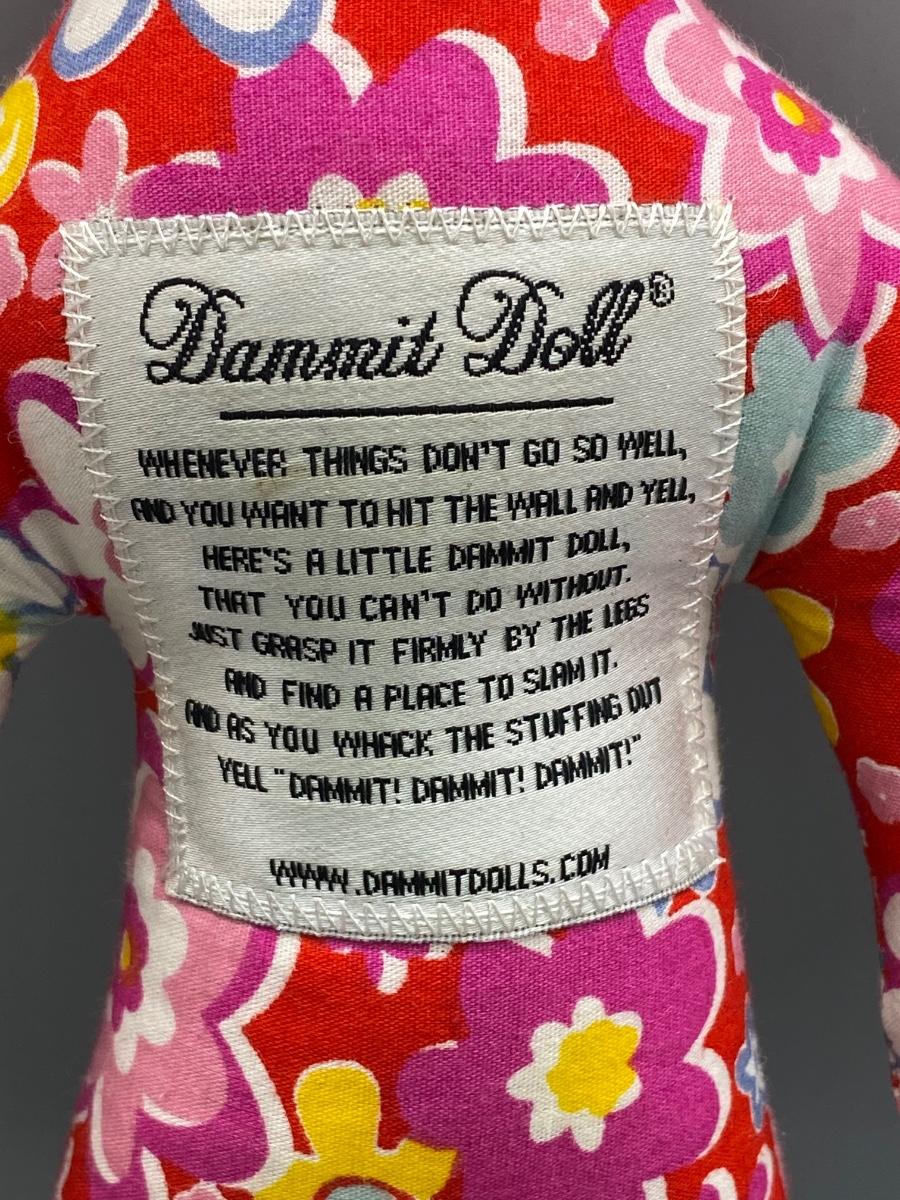 Dammit Doll®
WHENEVER THINGS DON'T GO SO WELL,
AND YOU WANT TO HIT THE WALL AND YELL,
HERE'S A LITTLE DAMMIT DOLL,
THAT YOU CAN'T DO WITHOUT.
JUST GRASP IT FIRMLY BY THE LEGS
AND FIND A PLACE TO SLAM IT.
AND AS YOU WHACK THE STUFFING OUT
YELL "DAMMIT! DAMMIT! DAMMIT!"
WWW.DAMMITDOLLS.COM